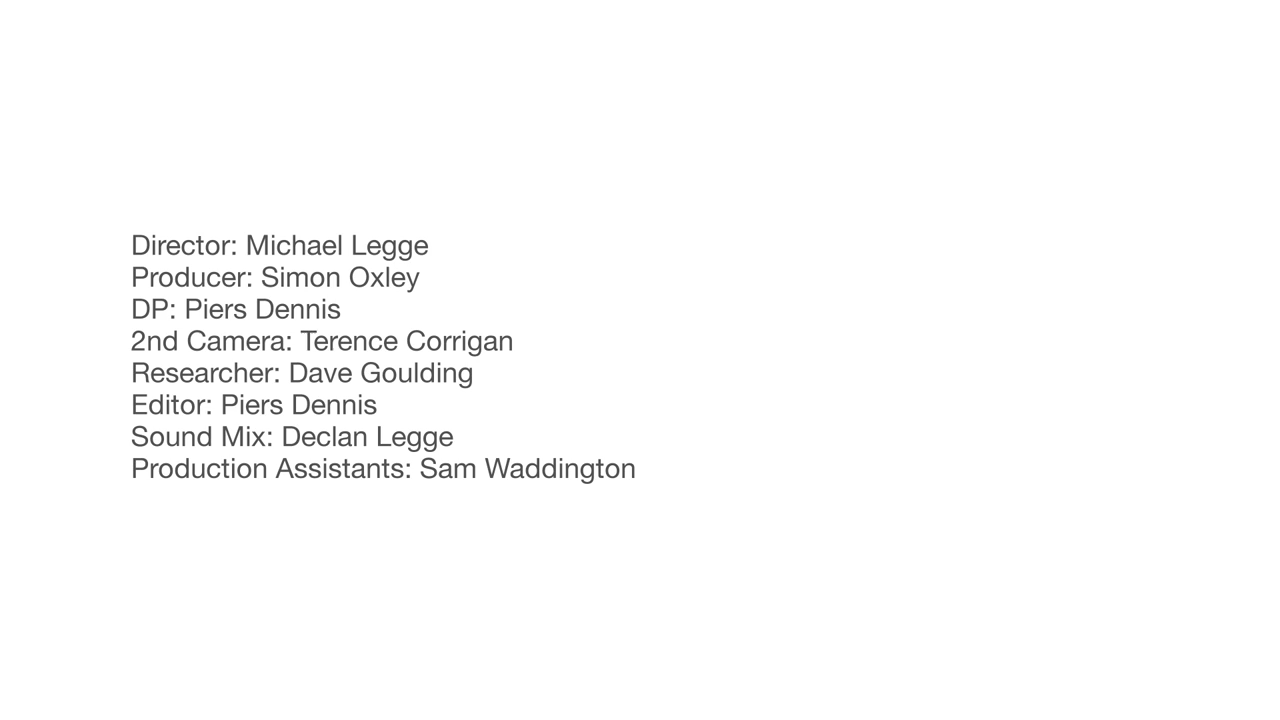 Director: Michael Legge
Producer: Simon Oxley
DP: Piers Dennis
2nd Camera: Terence Corrigan
Researcher: Dave Goulding
Editor: Piers Dennis
Sound Mix: Declan Legge
Production Assistants: Sam Waddington